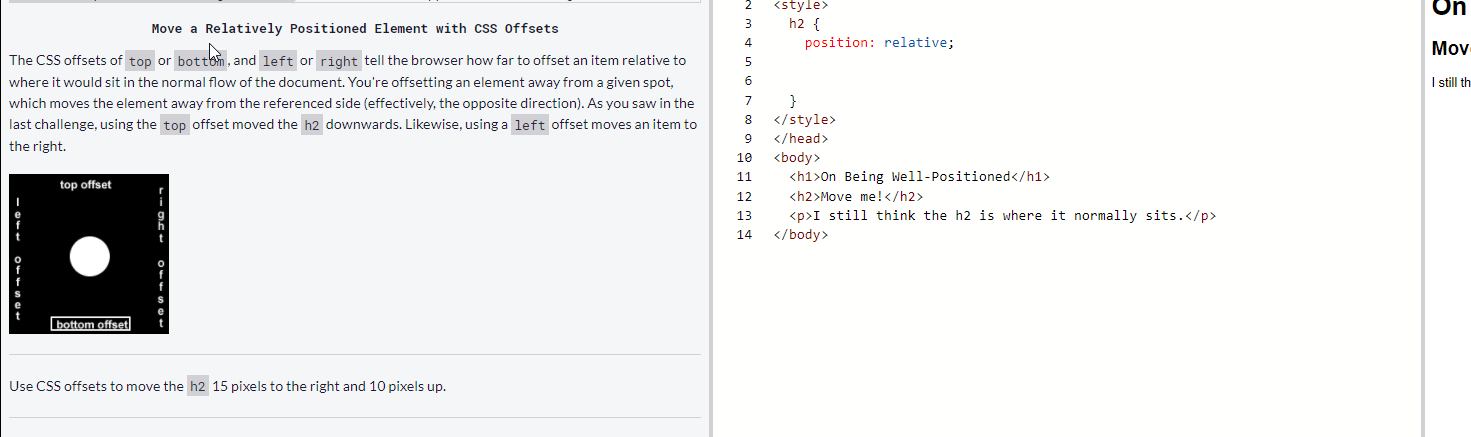 Move a Relatively Positioned Element with CSS Offsets
The CSS offsets of top or bottom, and left or right tell the browser how far to offset an item relative to
where it would sit in the normal flow of the document. You're offsetting an element away from a given spot,
which moves the element away from the referenced side (effectively, the opposite direction). As you saw in the
last challenge, using the top offset moved the h2 downwards. Likewise, using a left offset moves an item to
the right.
top offset
left offset
right offset
bottom offset
Use CSS offsets to move the h2 15 pixels to the right and 10 pixels up.
2 <style>
3 h2 {
4 position: relative;
5
6
7 }
8 </style>
9 </head>
10 <body>
11 <h1>On Being Well-Positioned</h1>
12 <h2>Move me!</h2>
13 <p>I still think the h2 is where it normally sits.</p>
14 </body>
On
Mov
I still th